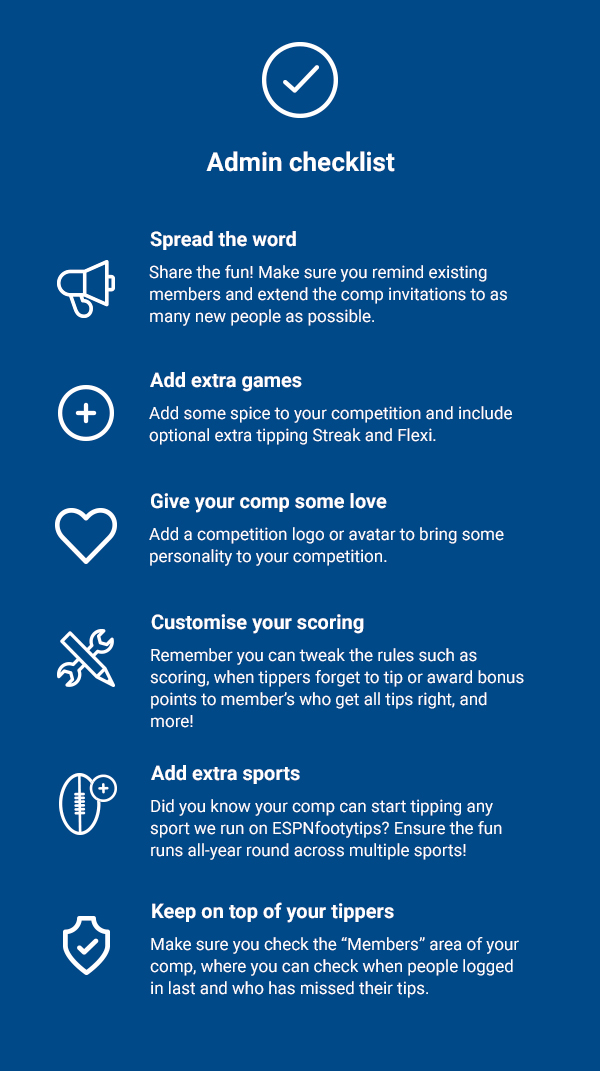 Admin checklist
Spread the word
Share the fun! Make sure you remind existing
members and extend the comp invitations to as
many new people as possible.
Add extra games
Add some spice to your competition and include
optional extra tipping Streak and Flexi.
Give your comp some love
Add a competition logo or avatar to bring some
personality to your competition.
Customise your scoring
Remember you can tweak the rules such as
scoring, when tippers forget to tip or award bonus
points to member’s who get all tips right, and
more!
Add extra sports
Did you know your comp can start tipping any
sport we run on ESPNfootytips? Ensure the fun
runs all-year round across multiple sports!
Keep on top of your tippers
Make sure you check the “Members” area of your
comp, where you can check when people logged
in last and who has missed their tips.